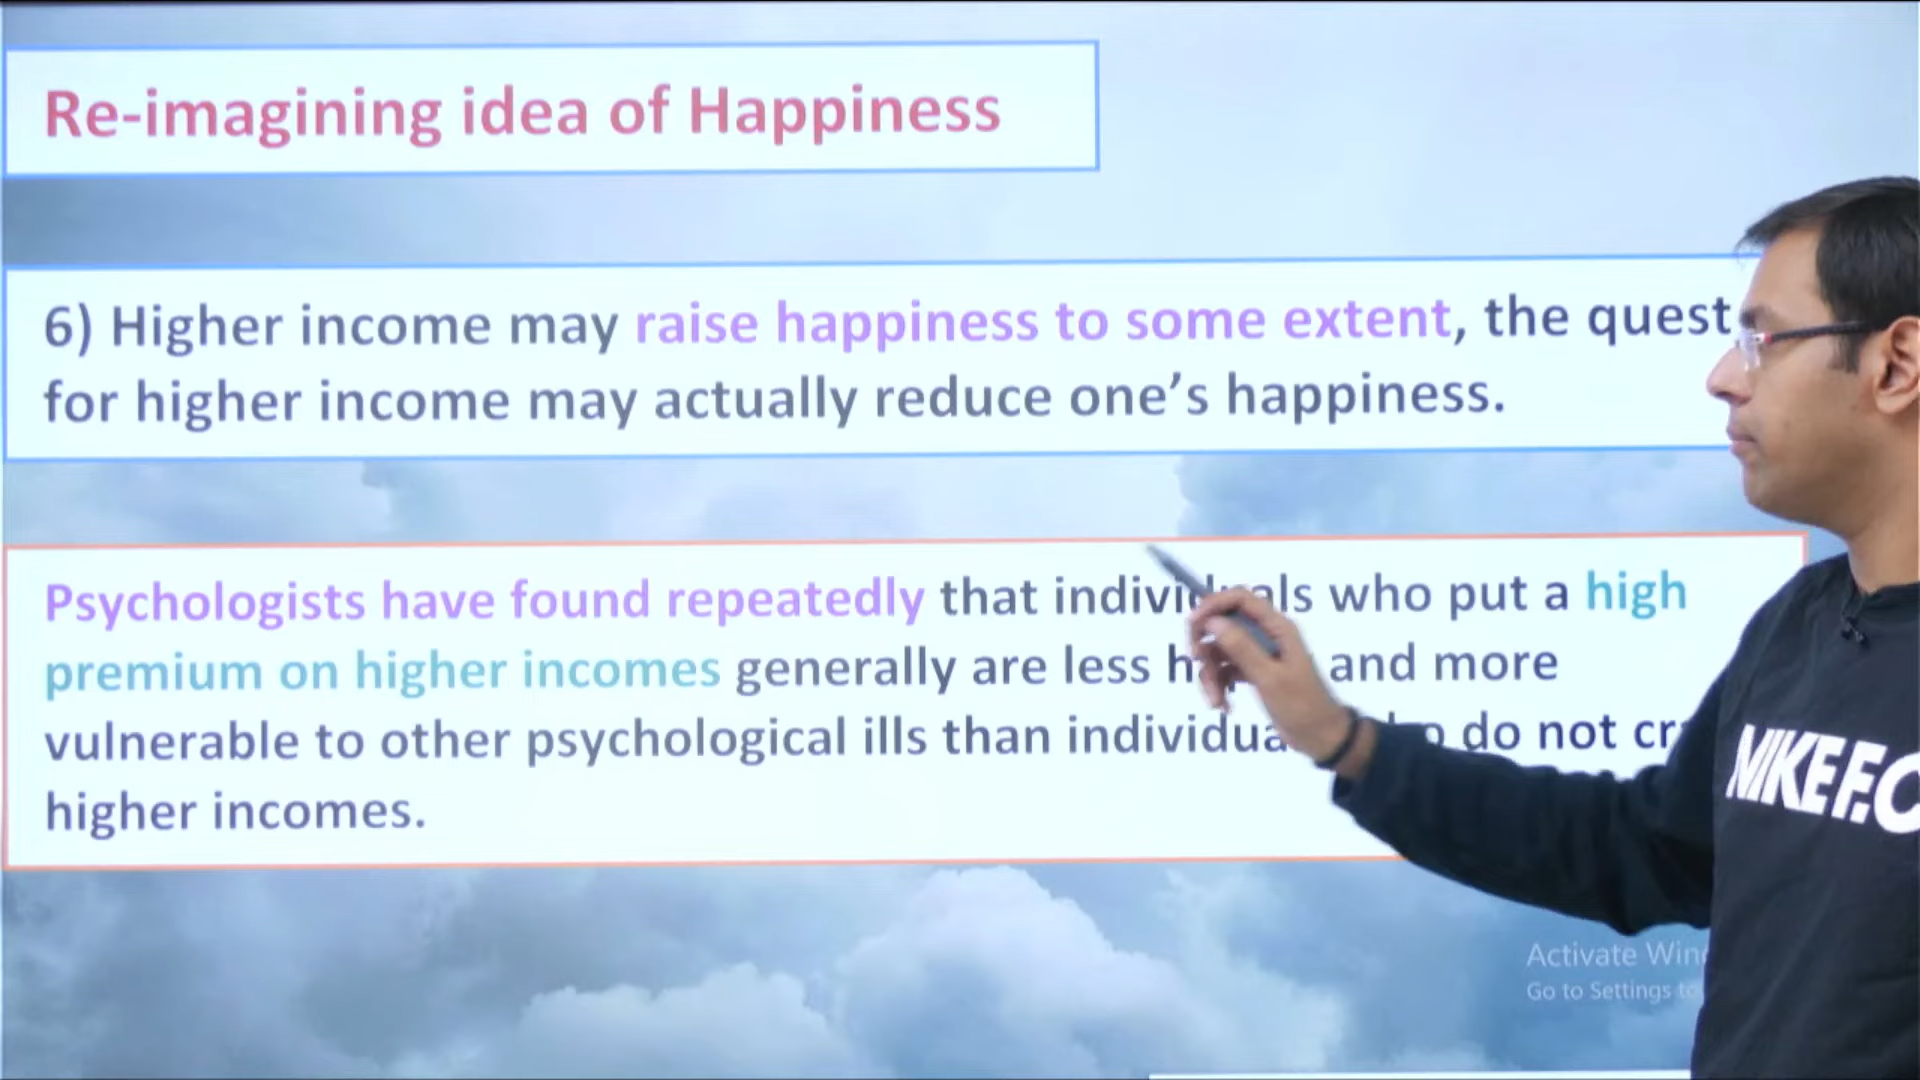 Re-imagining idea of Happiness
6) Higher income may raise happiness to some extent, the quest
for higher income may actually reduce one's happiness.
Psychologists have found repeatedly that individuals who put a high
premium on higher incomes generally are less and more
vulnerable to other psychological ills than do not
higher incomes.
NIKE F.C
Activate
Go to Settings